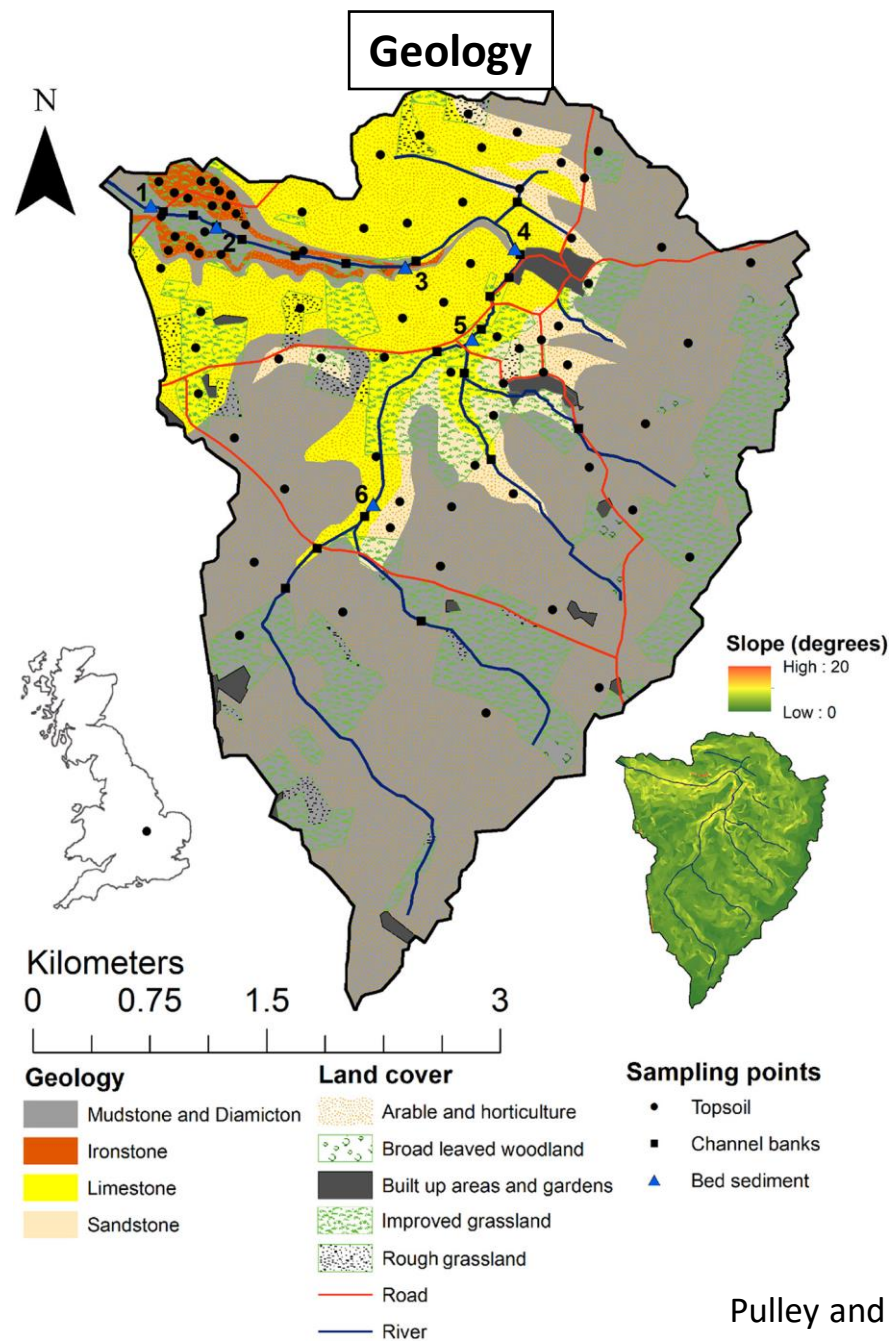 Geology
N
1
2
3
4
5
6
Slope (degrees)
High : 20
Low : 0
Kilometers
0 0.75 1.5 3
Geology
Mudstone and Diamicton
Ironstone
Limestone
Sandstone
Land cover
Arable and horticulture
Broad leaved woodland
Built up areas and gardens
Improved grassland
Rough grassland
Road
River
Sampling points
Topsoil
Channel banks
Bed sediment
Pulley and